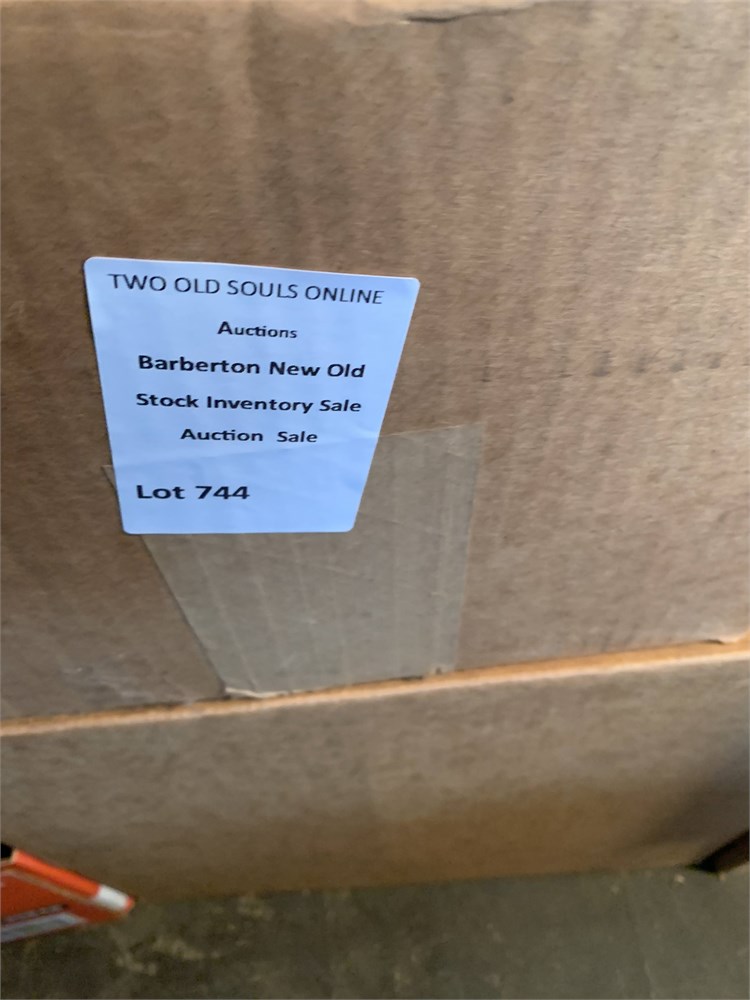 TWO OLD SOULS ONLINE
Auctions
Barberton New Old
Stock Inventory Sale
Auction Sale
Lot 744